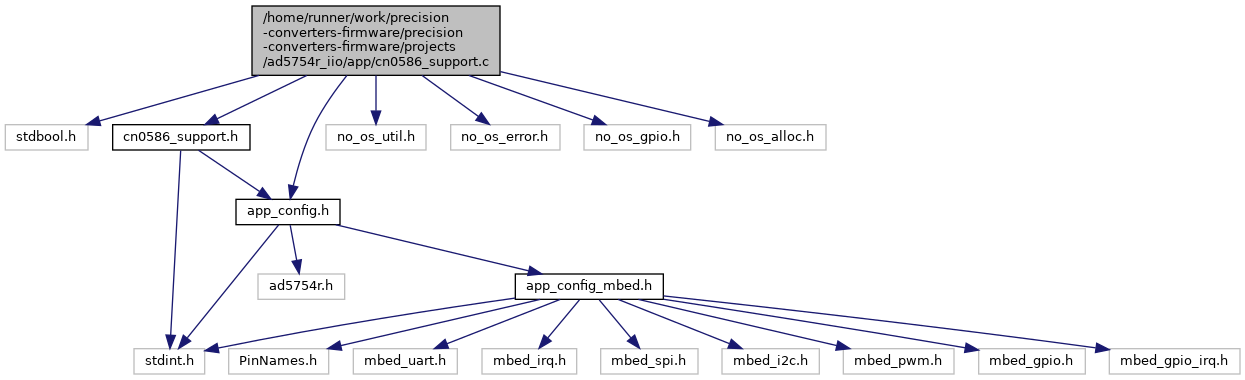 /home/runner/work/precision
-converters-firmware/precision
-converters-firmware/projects
/ad5754r_iio/app/cn0586_support.c
stdbool.h
cn0586_support.h
no_os_util.h
no_os_error.h
no_os_gpio.h
no_os_alloc.h
app_config.h
ad5754r.h
app_config_mbed.h
stdint.h
PinNames.h
mbed_uart.h
mbed_irq.h
mbed_spi.h
mbed_i2c.h
mbed_pwm.h
mbed_gpio.h
mbed_gpio_irq.h